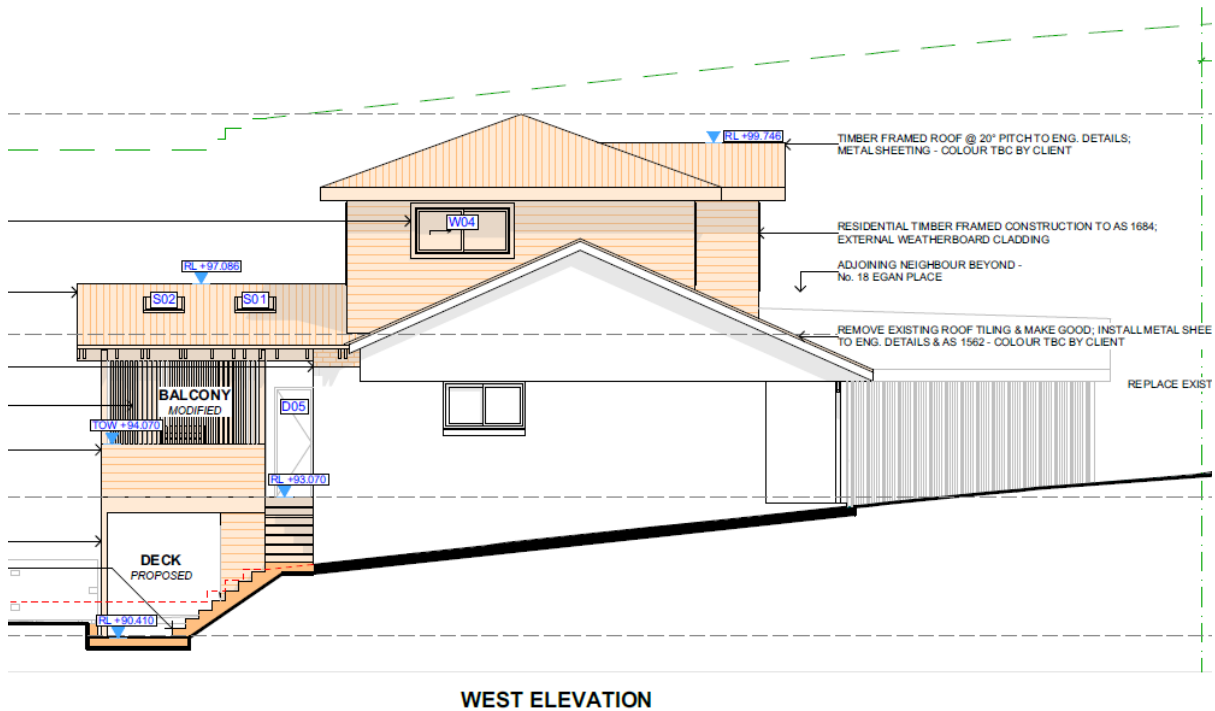 RL +99.746
TIMBER FRAMED ROOF @ 20° PITCH TO ENG. DETAILS;
METAL SHEETING - COLOUR TBC BY CLIENT
W04
RESIDENTIAL TIMBER FRAMED CONSTRUCTION TO AS 1684;
EXTERNAL WEATHERBOARD CLADDING
RL +97.086
ADJOINING NEIGHBOUR BEYOND -
No. 18 EGAN PLACE
S02
S01
REMOVE EXISTING ROOF TILING & MAKE GOOD; INSTALL METAL SHEE
TO ENG. DETAILS & AS 1562 - COLOUR TBC BY CLIENT
REPLACE EXIST
BALCONY
MODIFIED
D05
TOW +94.070
RL +93.070
DECK
PROPOSED
RL +90.410
WEST ELEVATION